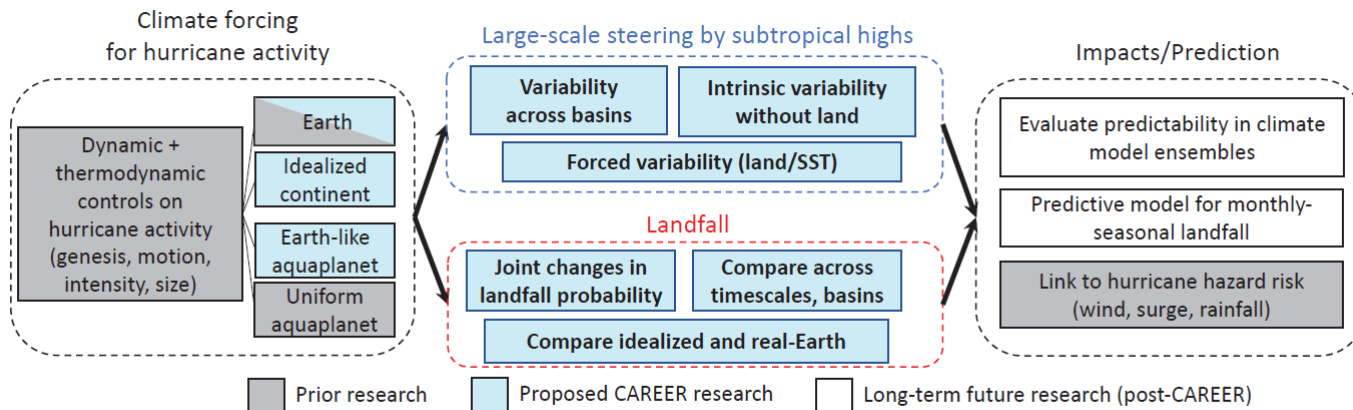 Climate forcing
for hurricane activity
Dynamic +
thermodynamic
controls on
hurricane activity
(genesis, motion,
intensity, size)
Earth
Idealized
continent
Earth-like
aquaplanet
Uniform
aquaplanet
Large-scale steering by subtropical highs
Variability
across basins
Intrinsic variability
without land
Forced variability (land/SST)
Landfall
Joint changes in
landfall probability
Compare across
timescales, basins
Compare idealized and real-Earth
Impacts/Prediction
Evaluate predictability in climate
model ensembles
Predictive model for monthly-
seasonal landfall
Link to hurricane hazard risk
(wind, surge, rainfall)
Prior research
Proposed CAREER research
Long-term future research (post-CAREER)